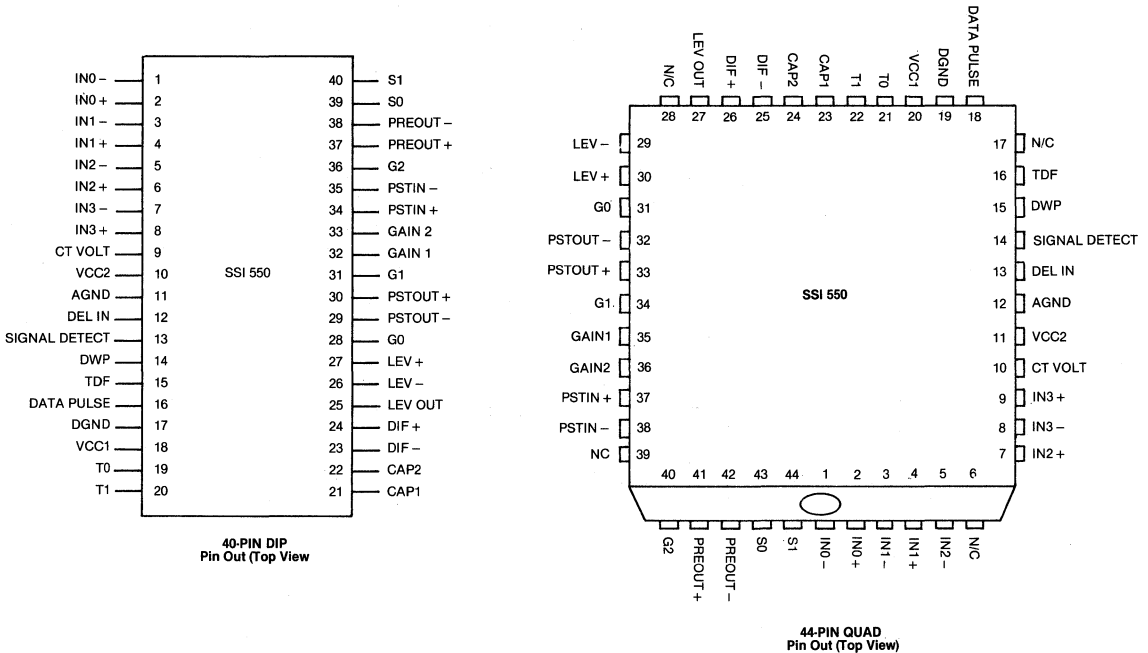 IN0 – 1
IN0 + 2
IN1 – 3
IN1 + 4
IN2 – 5
IN2 + 6
IN3 – 7
IN3 + 8
CT VOLT 9
VCC2 10
AGND 11
DEL IN 12
SIGNAL DETECT 13
DWP 14
TDF 15
DATA PULSE 16
DGND 17
VCC1 18
T0 19
T1 20
SSI 550
40 S1
39 S0
38 PREOUT –
37 PREOUT +
36 G2
35 PSTIN –
34 PSTIN +
33 GAIN 2
32 GAIN 1
31 G1
30 PSTOUT +
29 PSTOUT –
28 G0
27 LEV +
26 LEV –
25 LEV OUT
24 DIF +
23 DIF –
22 CAP2
21 CAP1
40-PIN DIP
Pin Out (Top View
N/C LEV OUT DIF + DIF – CAP2 CAP1 T1 T0 VCC1 DGND DATA PULSE
28 27 26 25 24 23 22 21 20 19 18
LEV – 29
LEV + 30
G0 31
PSTOUT – 32
PSTOUT + 33
G1. 34
GAIN1 35
GAIN2 36
PSTIN + 37
PSTIN – 38
NC 39
SSI 550
17 N/C
16 TDF
15 DWP
14 SIGNAL DETECT
13 DEL IN
12 AGND
11 VCC2
10 CT VOLT
9 IN3 +
8 IN3 –
7 IN2 +
40 41 42 43 44 1 2 3 4 5 6
G2 PREOUT + PREOUT – S0 S1 IN0 – IN0 + IN1 – IN1 + IN2 – N/C
44-PIN QUAD
Pin Out (Top View)